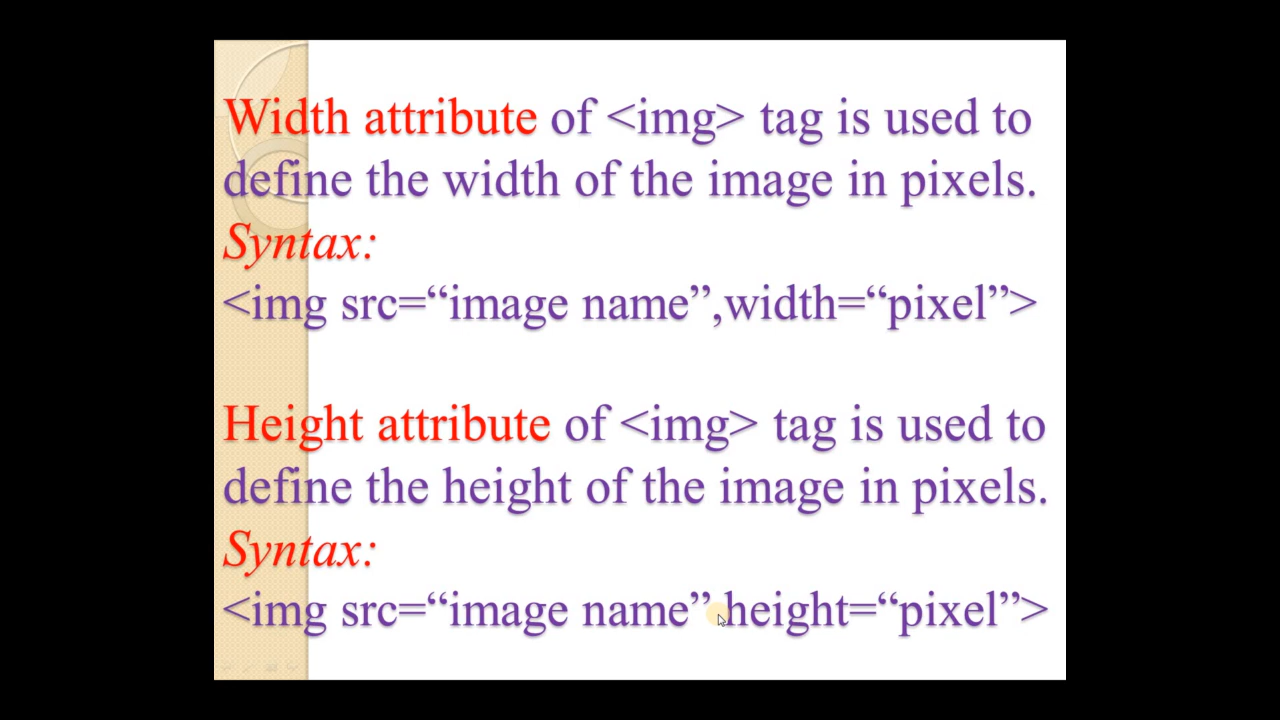 Width attribute of <img> tag is used to
define the width of the image in pixels.
Syntax:
<img src=“image name”,width=“pixel”>
Height attribute of <img> tag is used to
define the height of the image in pixels.
Syntax:
<img src=“image name” height=“pixel”>